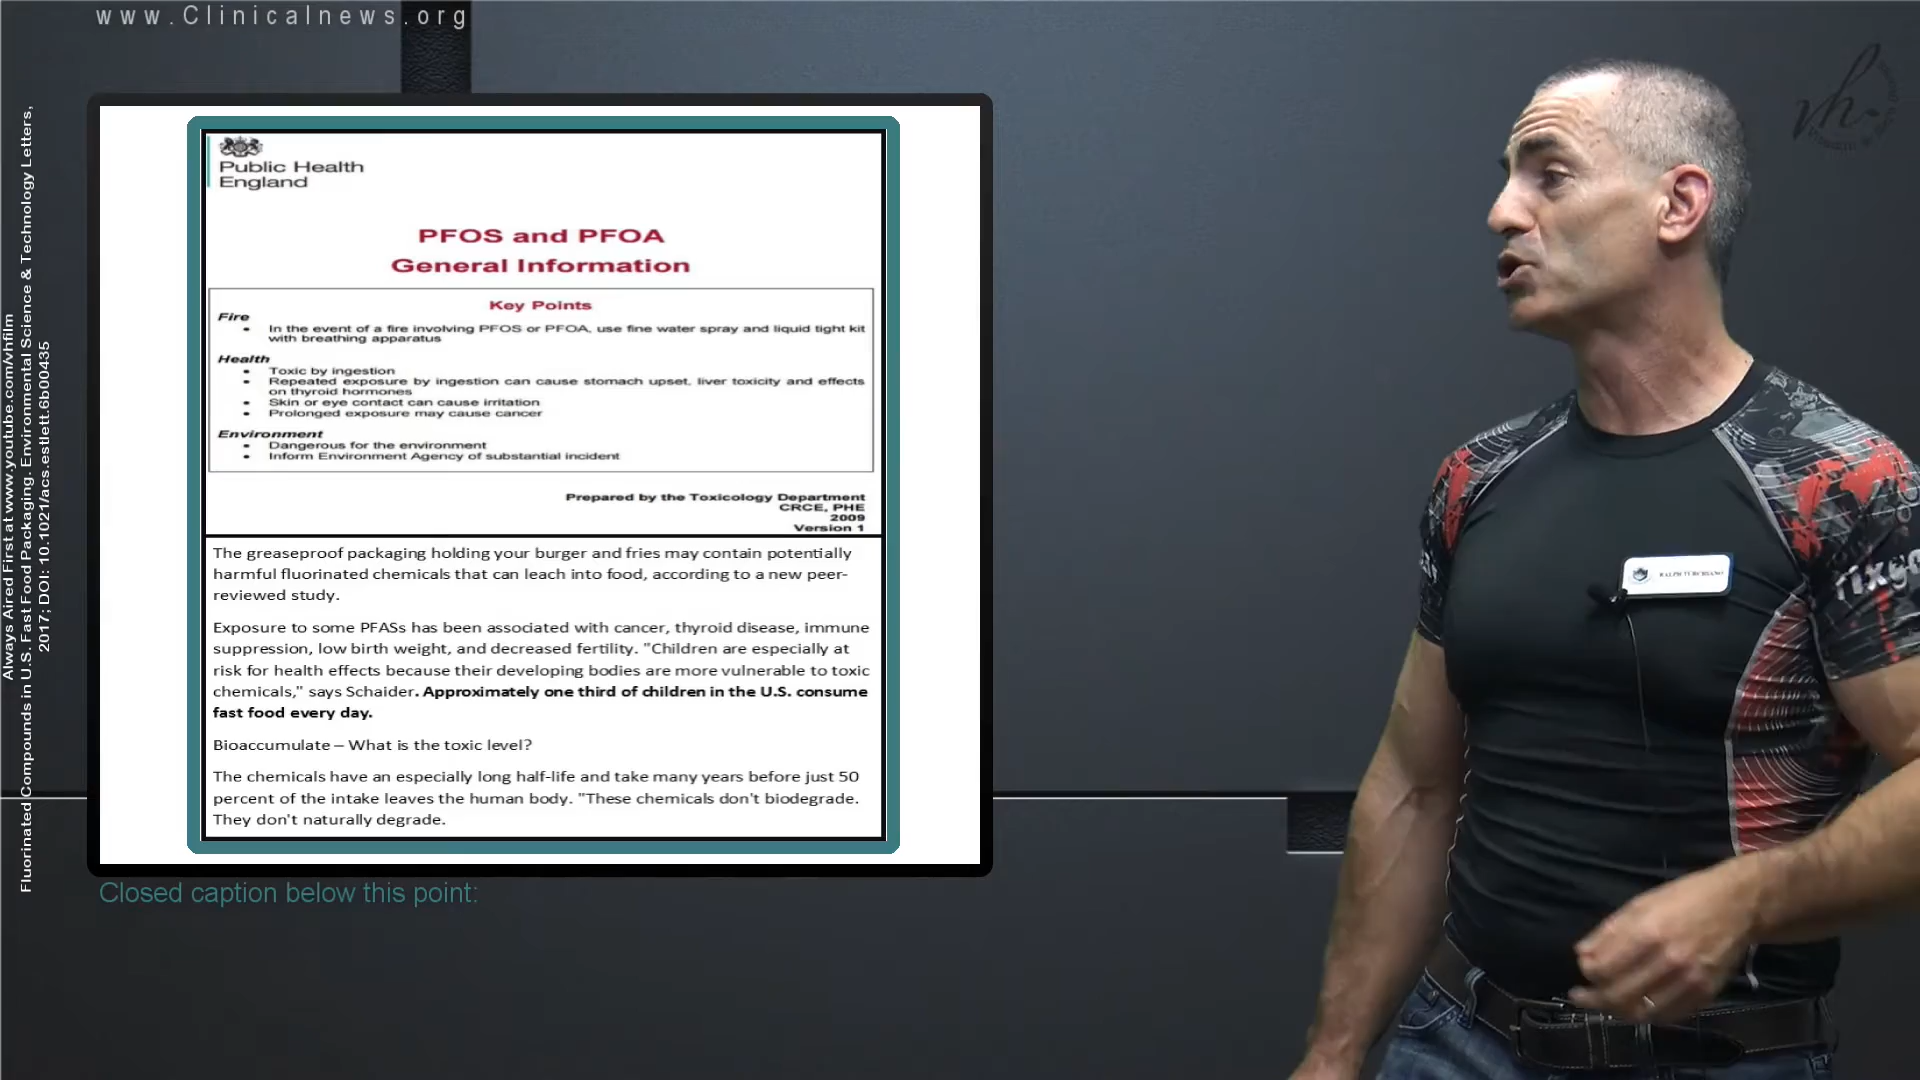 www.Clinicalnews.org
Always Aired First at www.youtube.com/vhfilm
Fluorinated Compounds in U.S. Fast Food Packaging. Environmental Science & Technology Letters,
2017; DOI: 10.1021/acs.estlett.6b00435
Public Health
England
PFOS and PFOA
General Information
Key Points
Fire
• In the event of a fire involving PFOS or PFOA, use fine water spray and liquid tight kit
with breathing apparatus
Health
• Toxic by ingestion
• Repeated exposure by ingestion can cause stomach upset, liver toxicity and effects
on thyroid hormones
• Skin or eye contact can cause irritation
• Prolonged exposure may cause cancer
Environment
• Dangerous for the environment
• Inform Environment Agency of substantial incident
Prepared by the Toxicology Department
CRCE, PHE
2009
Version 1
The greaseproof packaging holding your burger and fries may contain potentially
harmful fluorinated chemicals that can leach into food, according to a new peer-
reviewed study.
Exposure to some PFASs has been associated with cancer, thyroid disease, immune
suppression, low birth weight, and decreased fertility. "Children are especially at
risk for health effects because their developing bodies are more vulnerable to toxic
chemicals," says Schaider. Approximately one third of children in the U.S. consume
fast food every day.
Bioaccumulate – What is the toxic level?
The chemicals have an especially long half-life and take many years before just 50
percent of the intake leaves the human body. "These chemicals don't biodegrade.
They don't naturally degrade.
Closed caption below this point:
vh
RALPH TURCHIANO